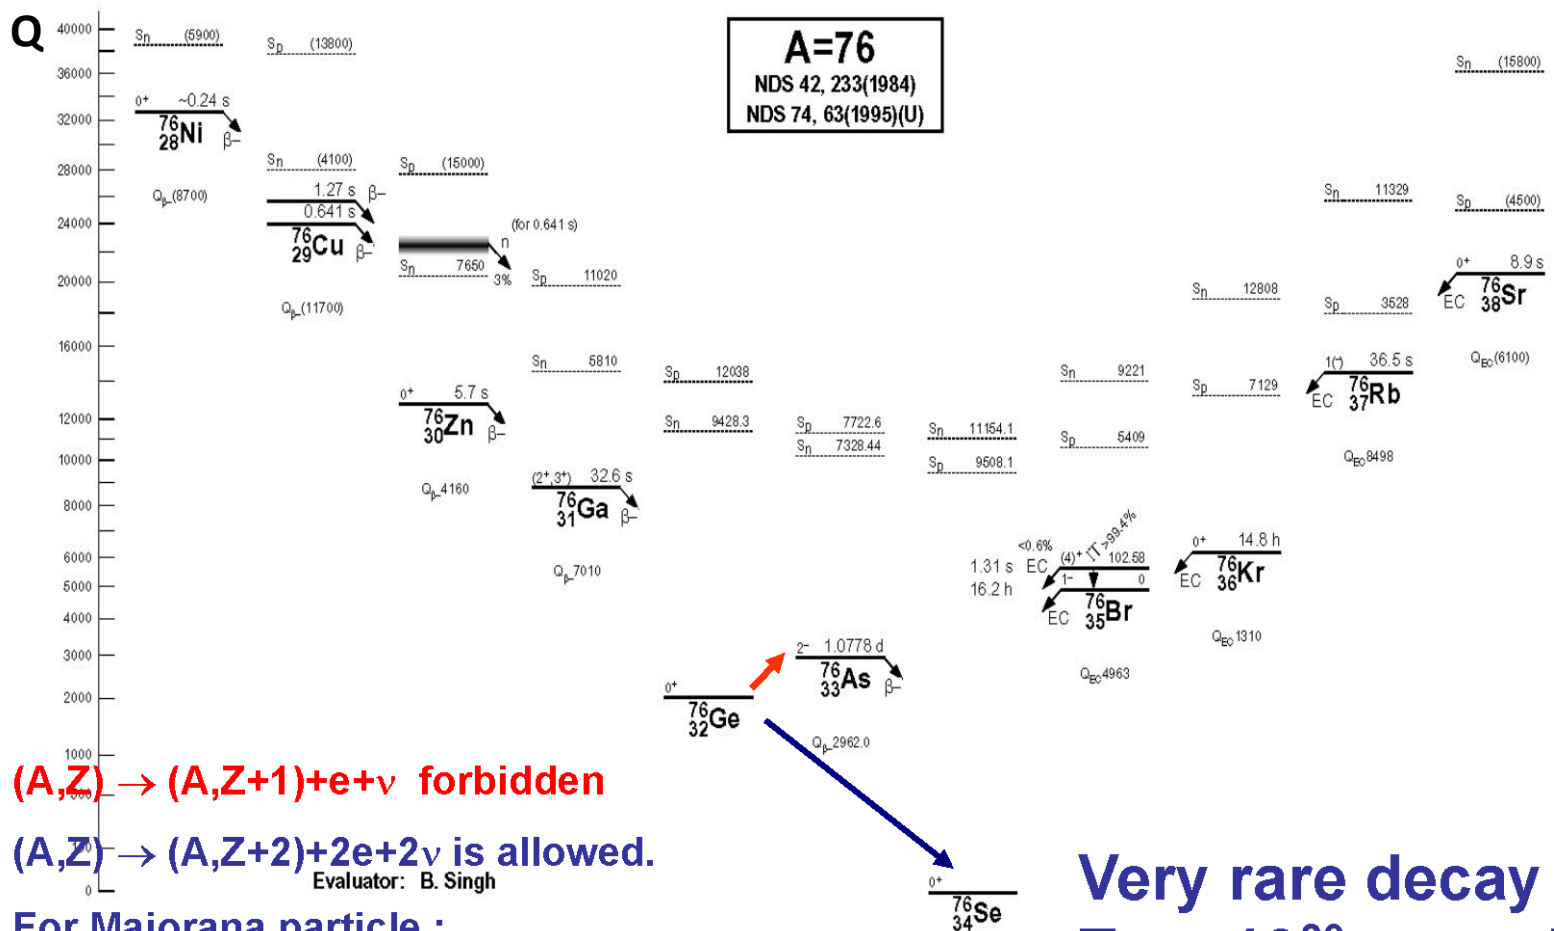 Q
A=76
NDS 42, 233(1984)
NDS 74, 63(1995)(U)
40000
36000
32000
28000
24000
20000
16000
12000
10000
8000
6000
5000
4000
3000
2000
1000
0
Sn (5900)
0+ ~0.24 s
76 28 Ni β−
Qβ−(8700)
Sp (13800)
Sn (4100)
1.27 s β−
0.641 s
76 29 Cu β−
Qβ−(11700)
Sp (15000)
(for 0.641 s)
n
Sn 7650
3%
0+ 5.7 s
76 30 Zn β−
Qβ−4160
Sp 11020
Sn 5810
(2+,3+) 32.6 s
76 31 Ga β−
Qβ−7010
Sp 12038
Sn 9428.3
0+
76 32 Ge
Sp 7722.6
Sn 7328.44
2− 1.0778 d
76 33 As β−
Qβ−2962.0
Sn 11154.1
Sp 9508.1
0+
76 34 Se
Sn 9221
Sp 5409
<0.6% IT >99.4%
1.31 s EC (4)+ 102.58
16.2 h 1− 0
EC 76 35 Br
QEC4963
Sn 12808
Sp 7129
0+ 14.8 h
EC 76 36 Kr
QEC1310
Sn 11329
Sp 3528
1(−) 36.5 s
EC 76 37 Rb
QEC8498
Sn (15800)
Sp (4500)
0+ 8.9 s
EC 76 38 Sr
QEC(6100)
(A,Z) → (A,Z+1)+e+ν forbidden
(A,Z) → (A,Z+2)+2e+2ν is allowed.
Evaluator: B. Singh
For Majorana particle :
Very rare decay